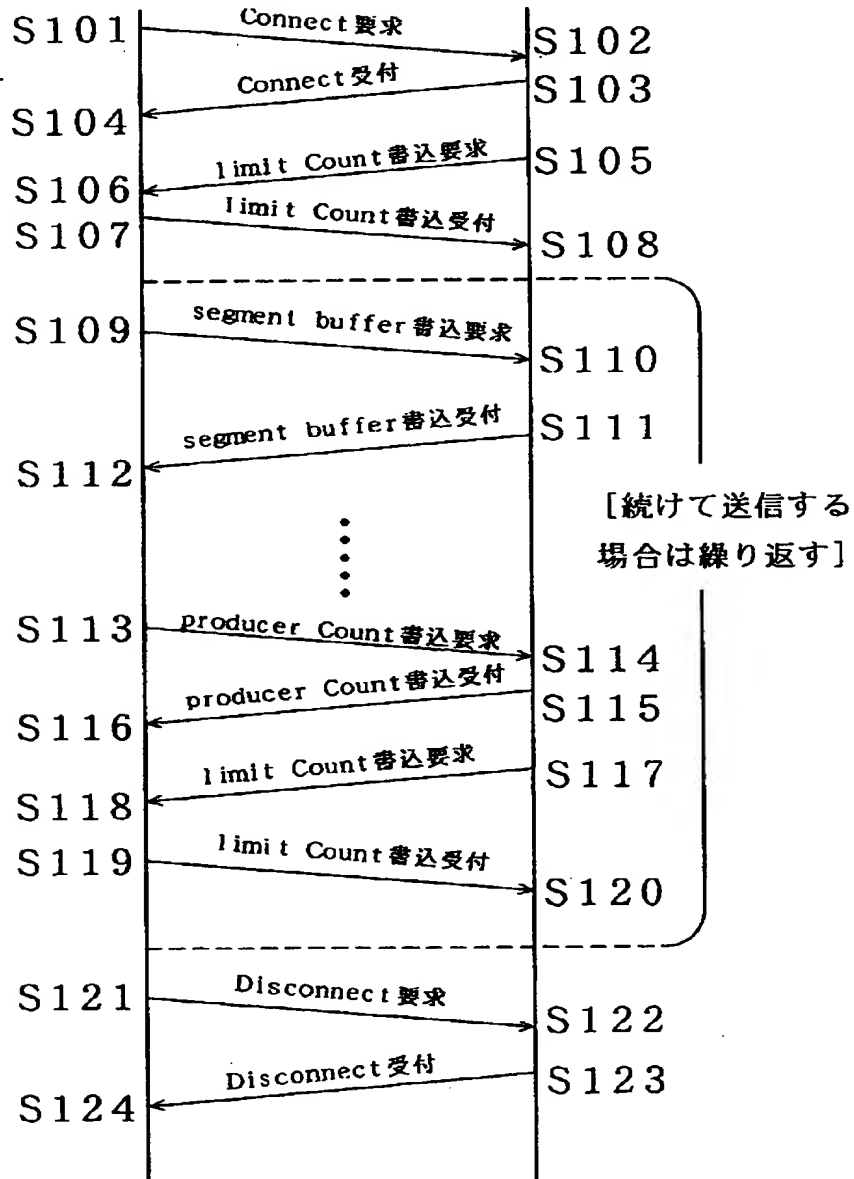 S101 Connect要求 S102
Connect受付 S103
S104
limit Count書込要求 S105
S106
limit Count書込受付
S107 S108
segment buffer書込要求
S109 S110
segment buffer書込受付 S111
S112
[続けて送信する
場合は繰り返す]
S113 producer Count書込要求 S114
producer Count書込受付 S115
S116
limit Count書込要求 S117
S118
S119 limit Count書込受付 S120
S121 Disconnect要求 S122
Disconnect受付 S123
S124